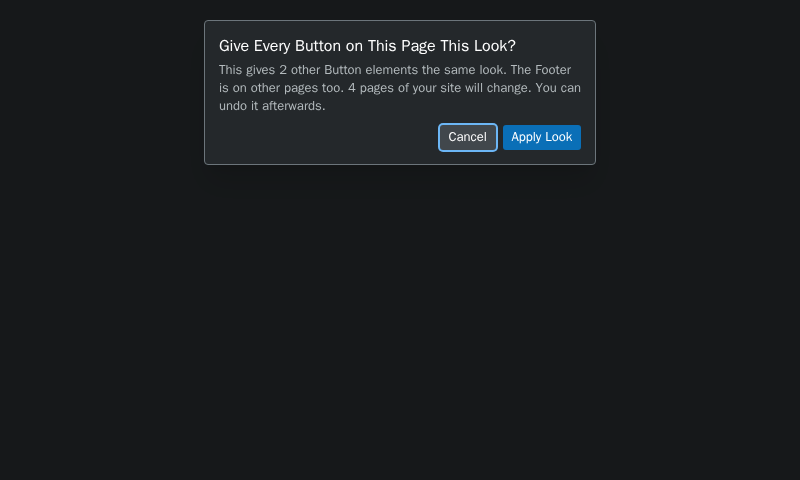 Give Every Button on This Page This Look?
This gives 2 other Button elements the same look. The Footer
is on other pages too. 4 pages of your site will change. You can
undo it afterwards.
Cancel
Apply Look